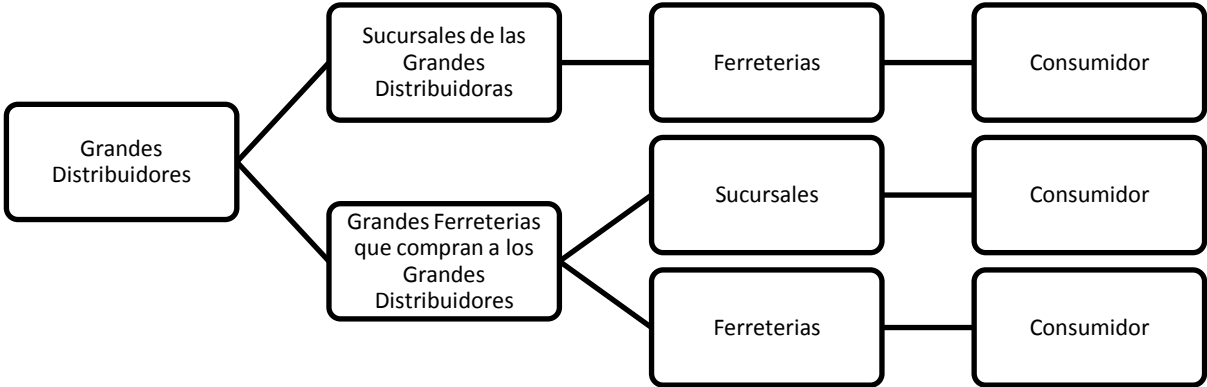 Sucursales de las
Grandes
Distribuidoras
Ferreterias
Consumidor
Grandes
Distribuidores
Sucursales
Consumidor
Grandes Ferreterias
que compran a los
Grandes
Distribuidores
Ferreterias
Consumidor